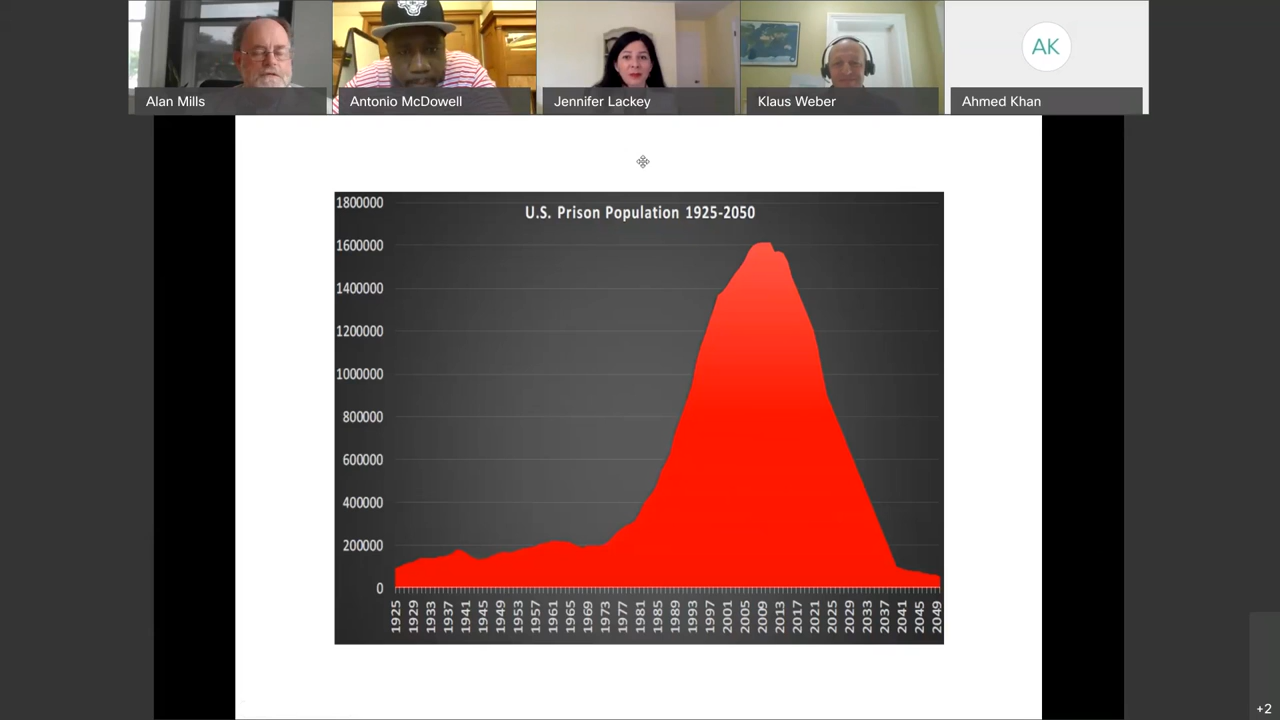 Alan Mills
Antonio McDowell
Jennifer Lackey
Klaus Weber
AK
Ahmed Khan
U.S. Prison Population 1925-2050
1800000
1600000
1400000
1200000
1000000
800000
600000
400000
200000
0
1925 1929 1933 1937 1941 1945 1949 1953 1957 1961 1965 1969 1973 1977 1981 1985 1989 1993 1997 2001 2005 2009 2013 2017 2021 2025 2029 2033 2037 2041 2045 2049
+2